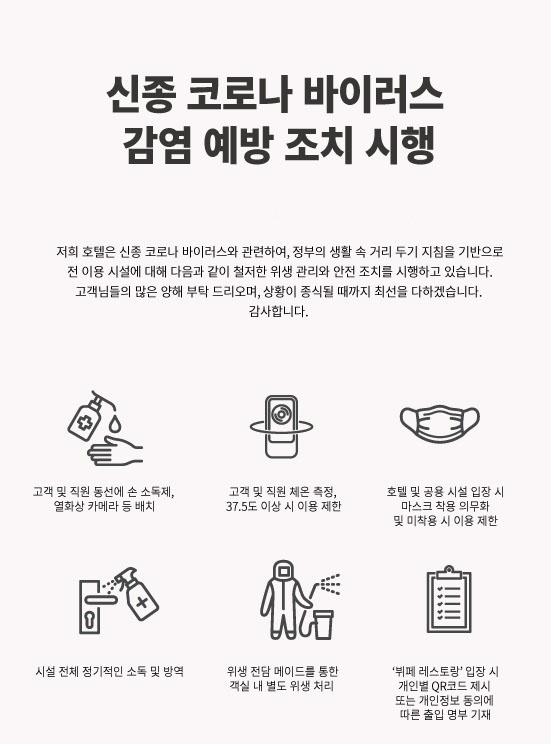 신종 코로나 바이러스
감염 예방 조치 시행
저희 호텔은 신종 코로나 바이러스와 관련하여, 정부의 생활 속 거리 두기 지침을 기반으로
전 이용 시설에 대해 다음과 같이 철저한 위생 관리와 안전 조치를 시행하고 있습니다.
고객님들의 많은 양해 부탁 드리오며, 상황이 종식될 때까지 최선을 다하겠습니다.
감사합니다.
고객 및 직원 동선에 손 소독제,
열화상 카메라 등 배치
고객 및 직원 체온 측정,
37.5도 이상 시 이용 제한
호텔 및 공용 시설 입장 시
마스크 착용 의무화
및 미착용 시 이용 제한
시설 전체 정기적인 소독 및 방역
위생 전담 메이드를 통한
객실 내 별도 위생 처리
‘뷔페 레스토랑’ 입장 시
개인별 QR코드 제시
또는 개인정보 동의에
따른 출입 명부 기재